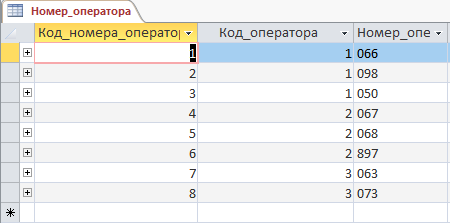 Номер_оператора
Код_номера_оператор Код_оператора Номер_опе
1 1 066
2 1 098
3 1 050
4 2 067
5 2 068
6 2 897
7 3 063
8 3 073